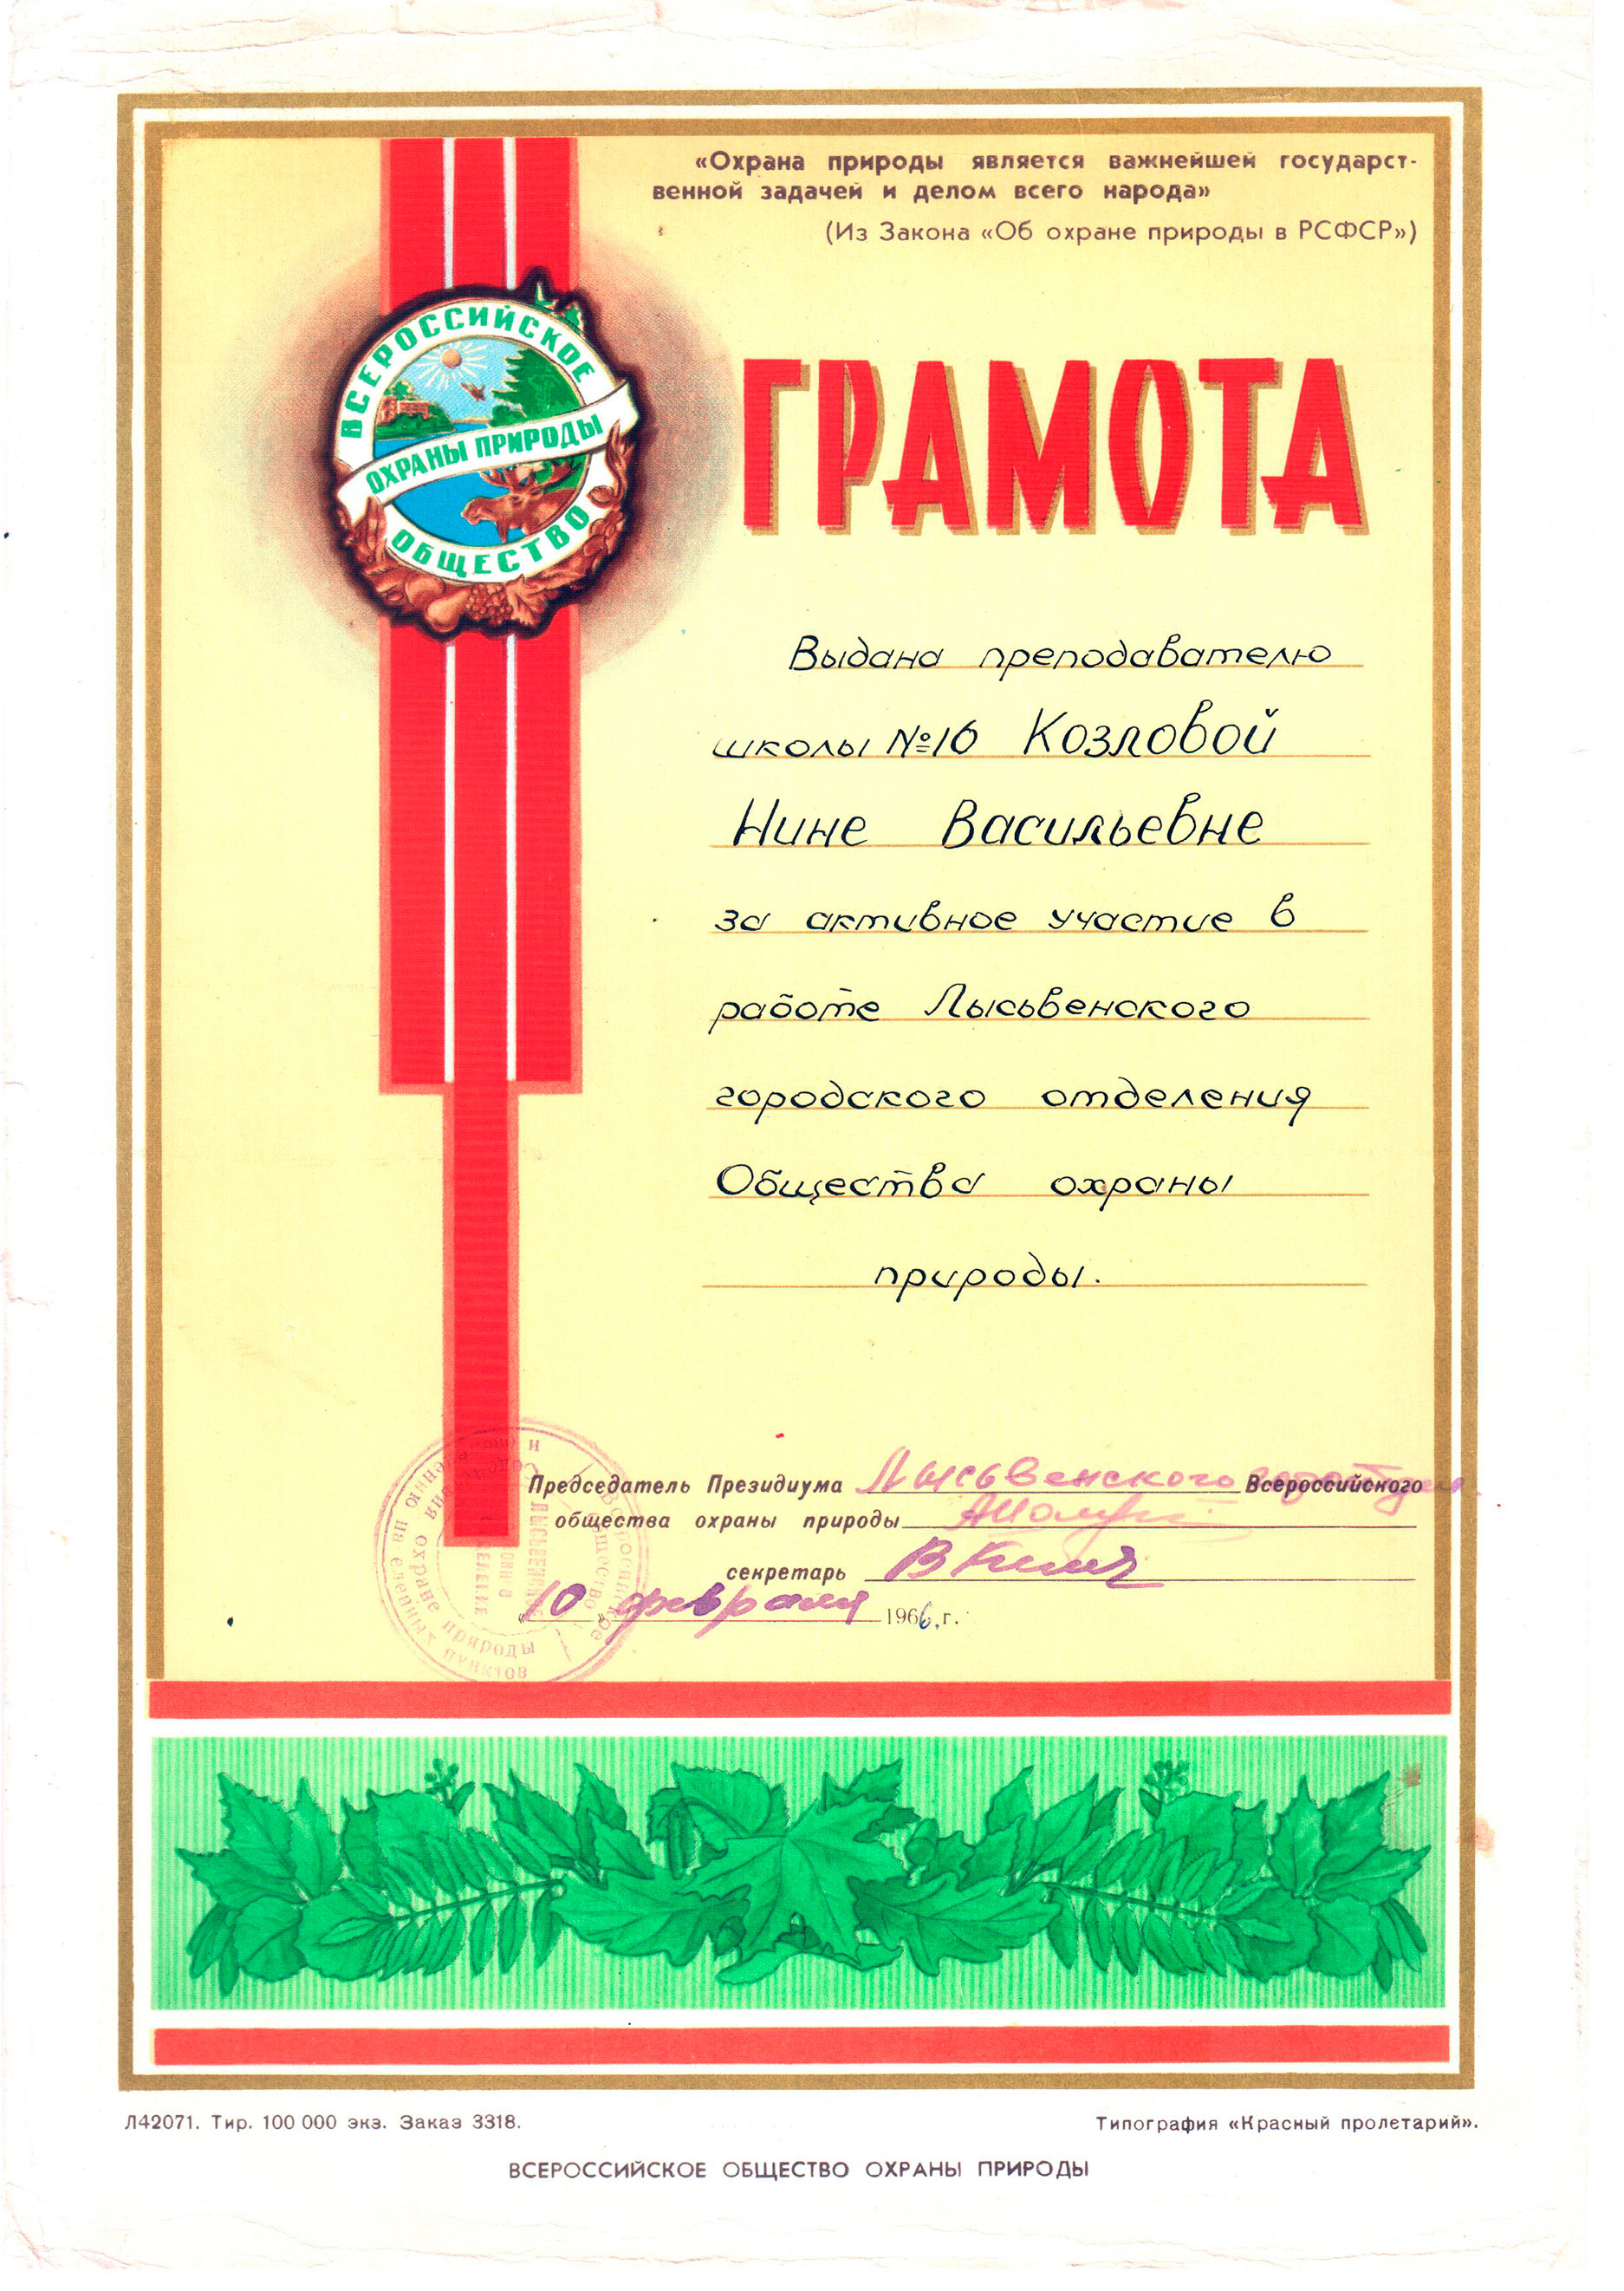 «Охрана природы является важнейшей государст-
венной задачей и делом всего народа»
(Из Закона «Об охране природы в РСФСР»)
ВСЕРОССИЙСКОЕ
ОХРАНЫ ПРИРОДЫ
ОБЩЕСТВО
ГРАМОТА
Выдана преподавателю
школы №16 Козловой
Нине Васильевне
за активное участие в
работе Лысьвенского
городского отделения
Общества охраны
природы.
Председатель Президиума Лысьвенского Всероссийского
общества охраны природы
секретарь
«10» февраля 1966 г.
охране природы
пунктов
Л42071. Тир. 100 000 экз. Заказ 3318.
Типография «Красный пролетарий».
ВСЕРОССИЙСКОЕ ОБЩЕСТВО ОХРАНЫ ПРИРОДЫ